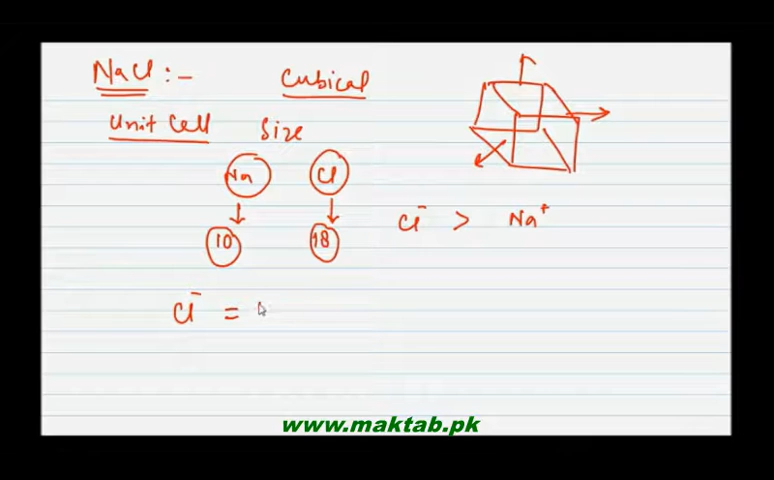 NaCl :- Cubical
Unit Cell Size
Na Cl
Cl⁻ > Na⁺
10 18
Cl⁻ =
www.maktab.pk